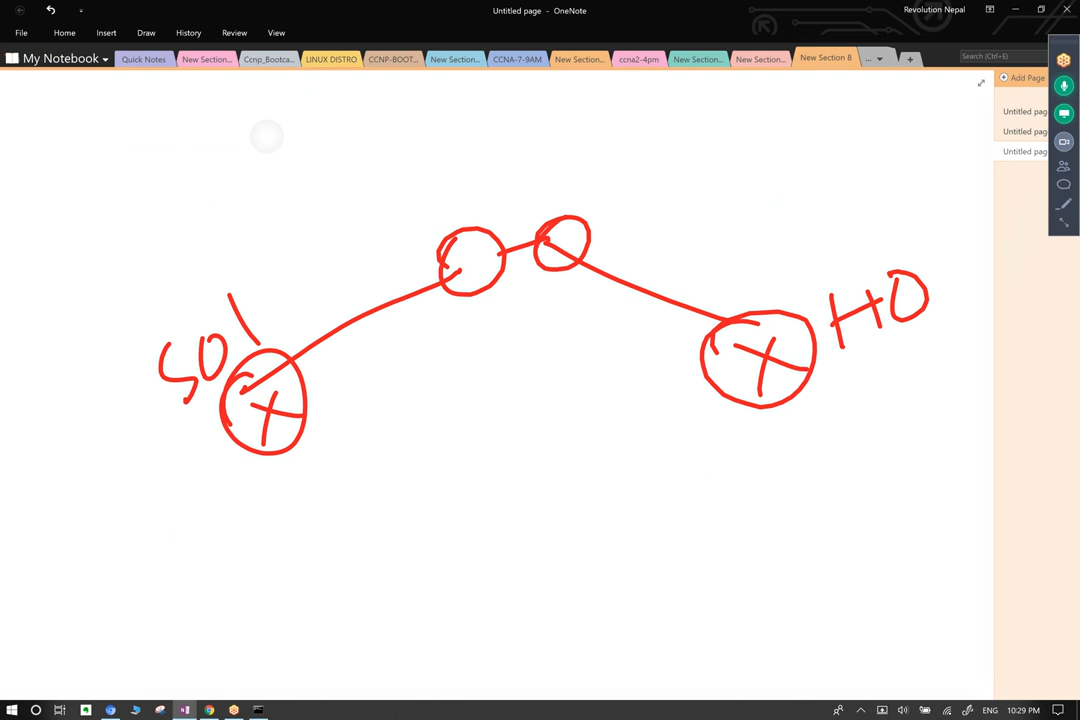 Untitled page - OneNote
Revolution Nepal
File Home Insert Draw History Review View
My Notebook
Quick Notes New Section... Ccnp_Bootca... LINUX DISTRO CCNP-BOOT... New Section... CCNA-7-9AM New Section... ccna2-4pm New Section... New Section... New Section 8 ...
Search (Ctrl+E)
Add Page
Untitled pag
Untitled pag
Untitled pag
HO
SO
X
X
ENG 10:29 PM